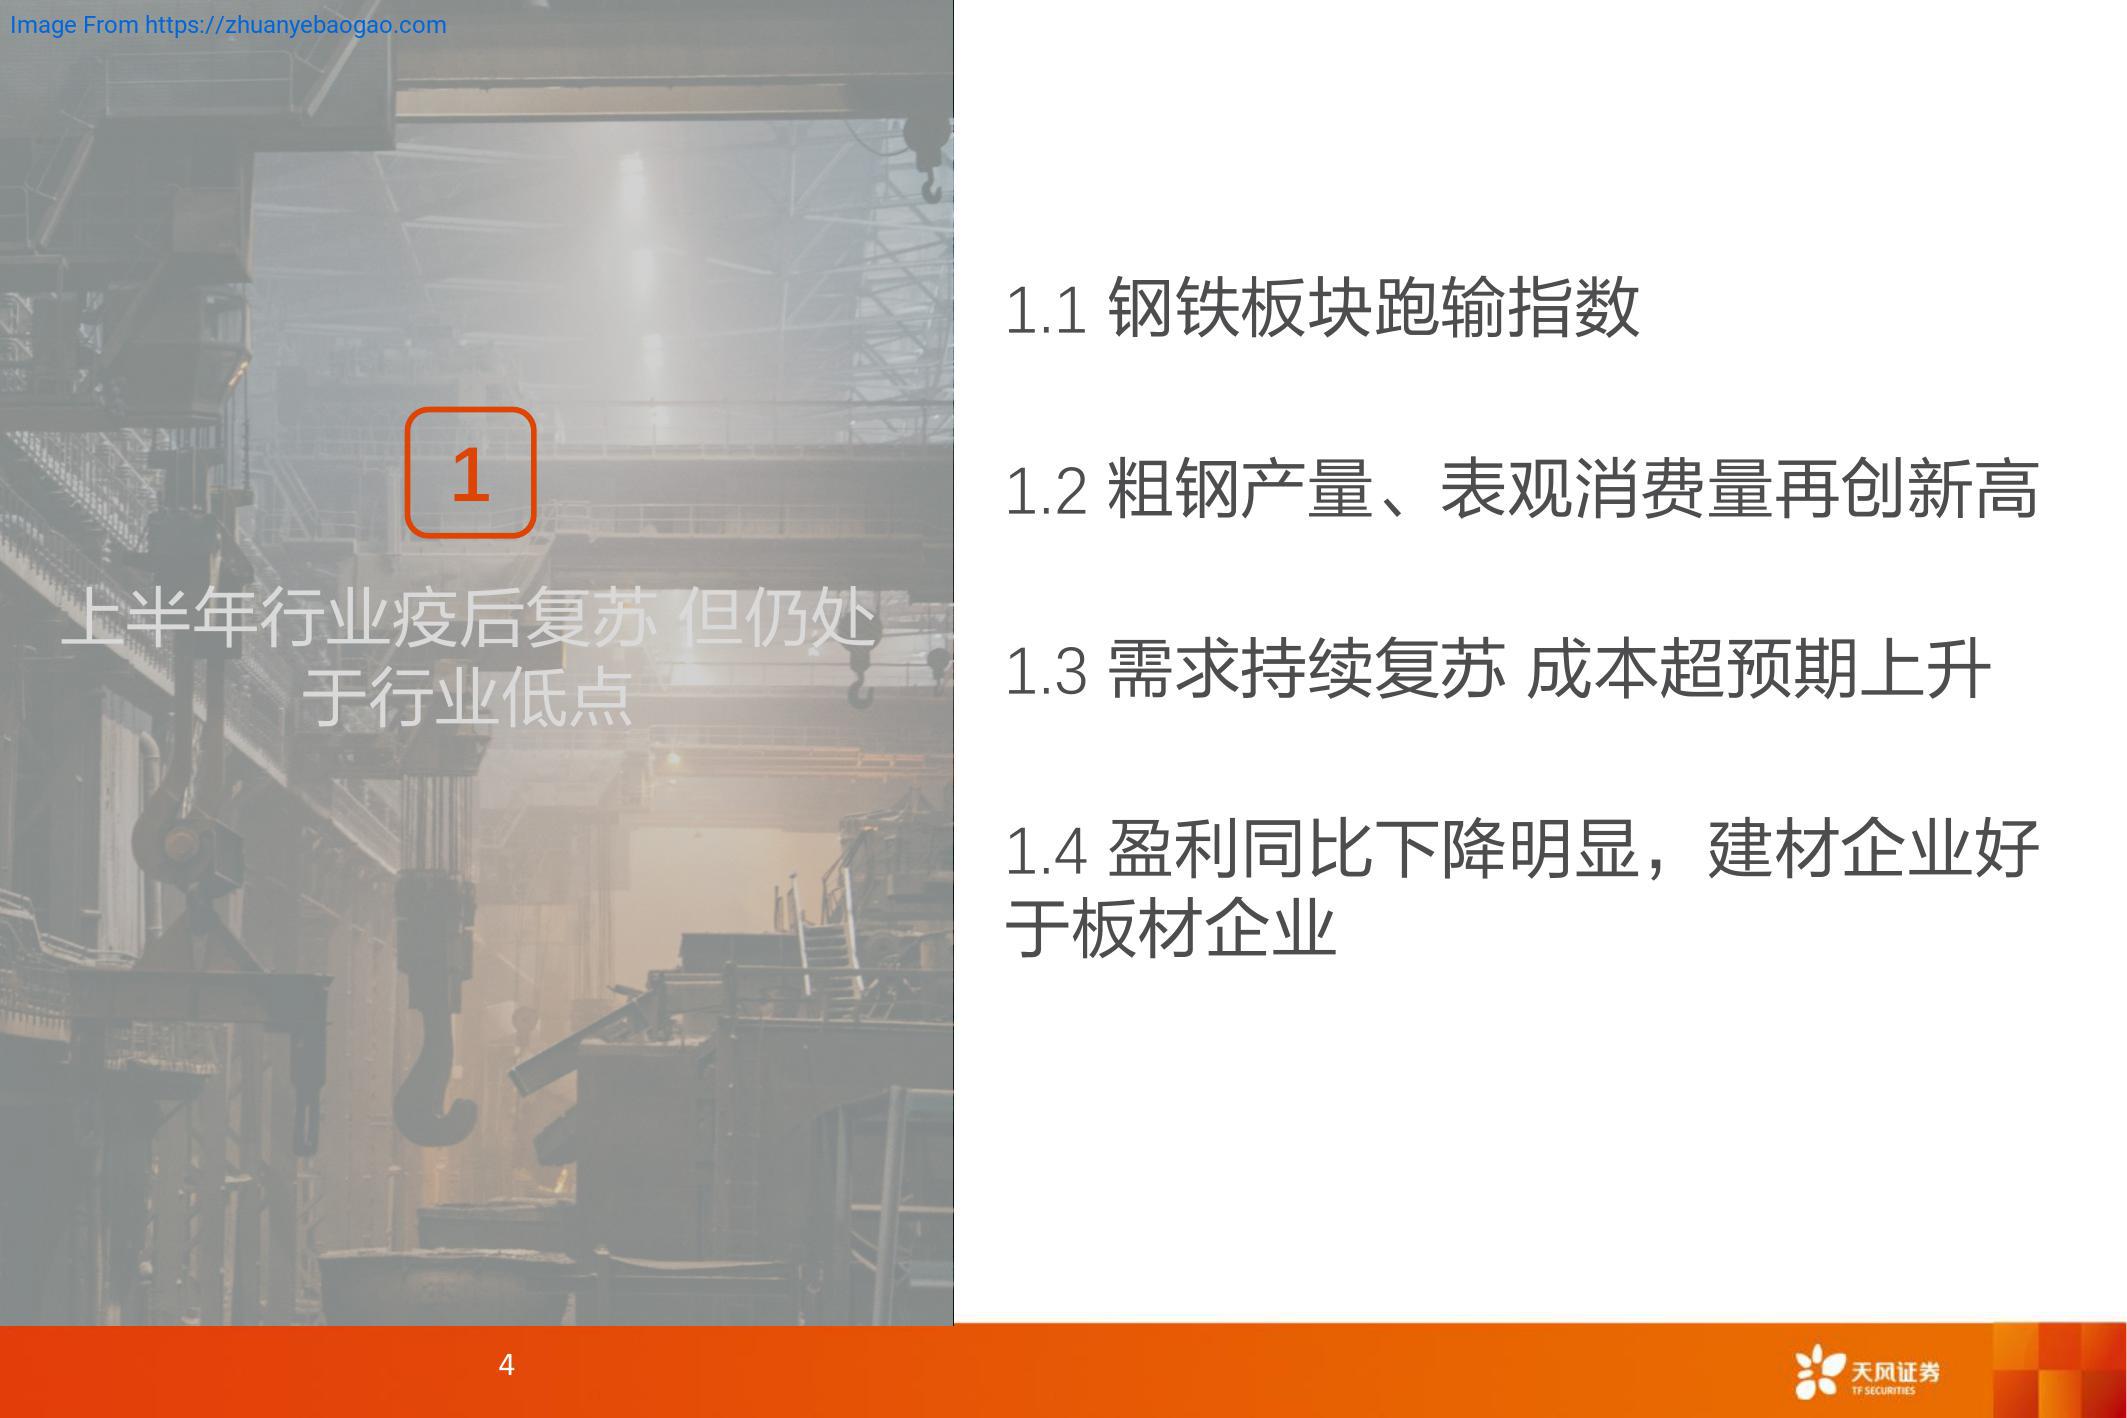 Image From https://zhuanyebaogao.com
1
上半年行业疫后复苏 但仍处
于行业低点
1.1 钢铁板块跑输指数
1.2 粗钢产量、表观消费量再创新高
1.3 需求持续复苏 成本超预期上升
1.4 盈利同比下降明显，建材企业好
于板材企业
4
天风证券
TF SECURITIES